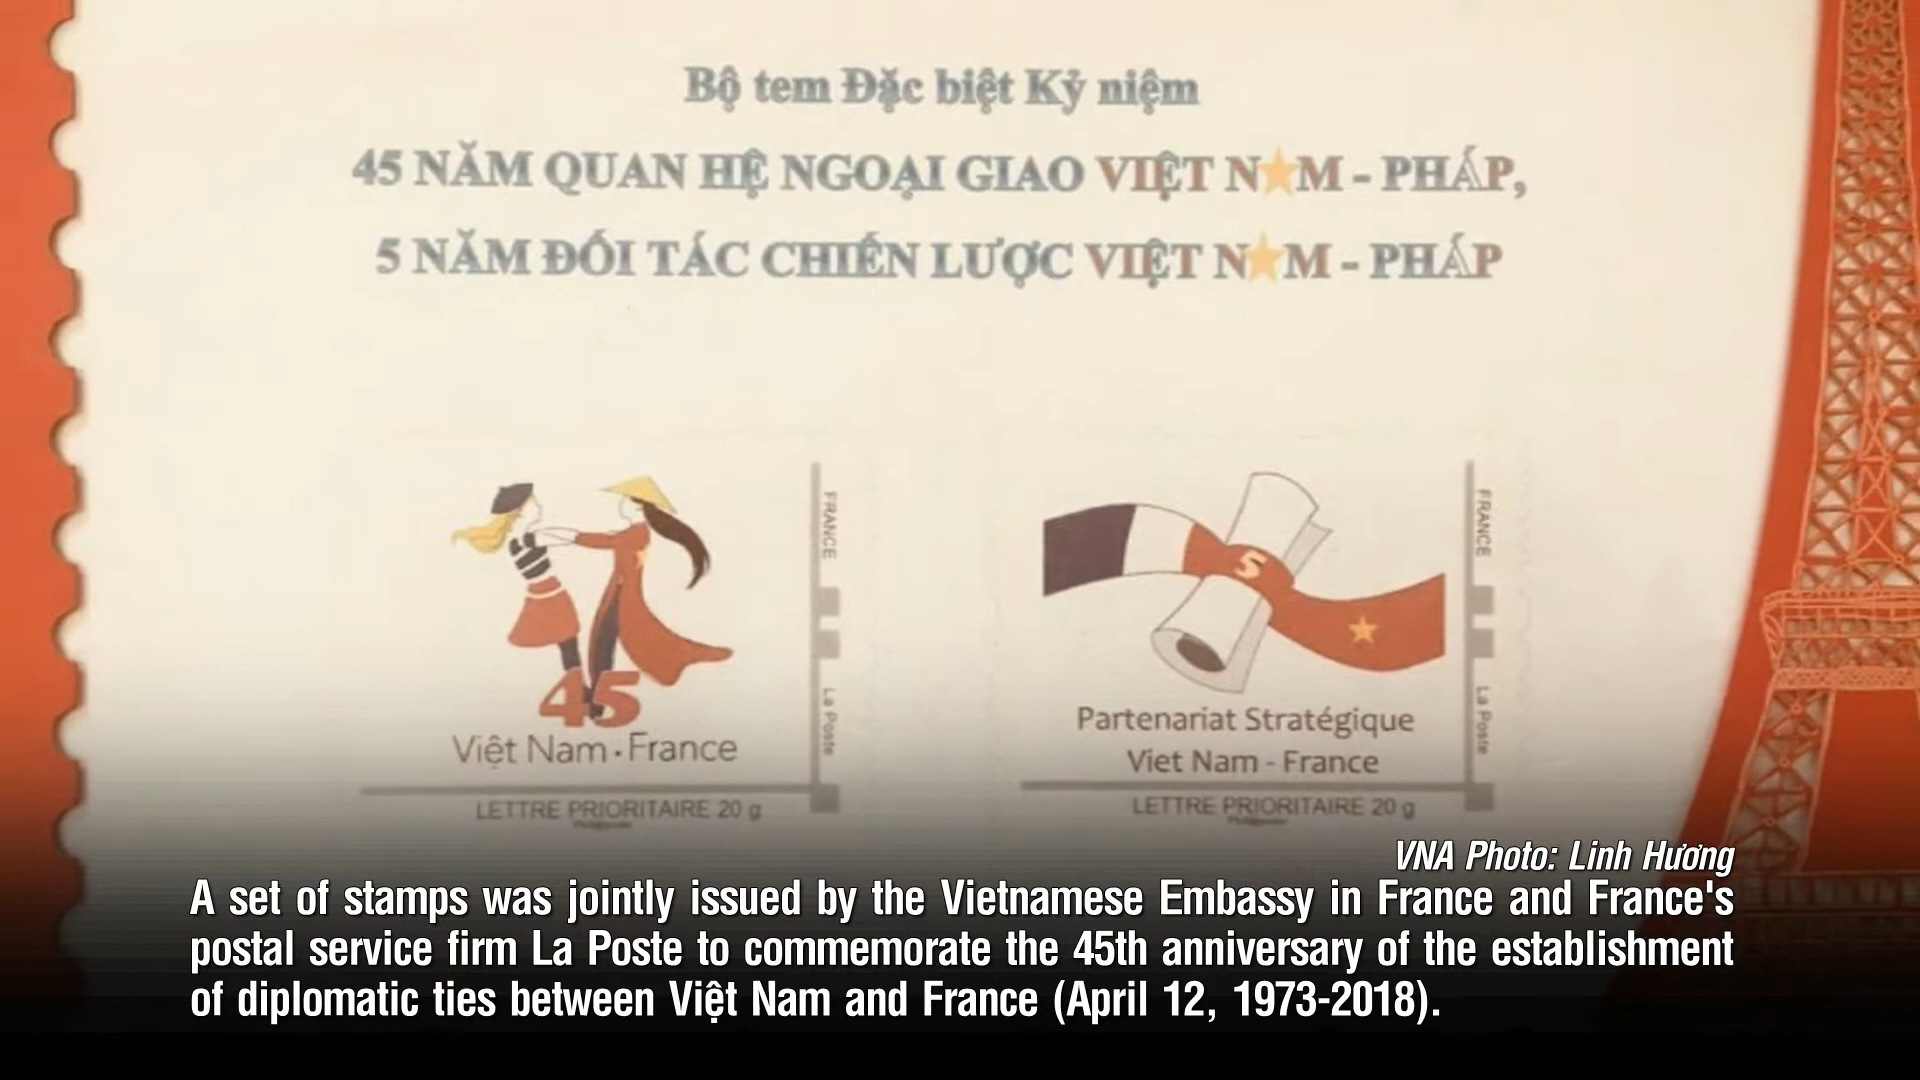 Bộ tem Đặc biệt Kỷ niệm
45 NĂM QUAN HỆ NGOẠI GIAO VIỆT N★M - PHÁP,
5 NĂM ĐỐI TÁC CHIẾN LƯỢC VIỆT N★M - PHÁP
FRANCE
La Poste
45
Việt Nam · France
LETTRE PRIORITAIRE 20 g
FRANCE
La Poste
5
Partenariat Stratégique
Viet Nam - France
LETTRE PRIORITAIRE 20 g
VNA Photo: Linh Hương
A set of stamps was jointly issued by the Vietnamese Embassy in France and France's
postal service firm La Poste to commemorate the 45th anniversary of the establishment
of diplomatic ties between Việt Nam and France (April 12, 1973-2018).